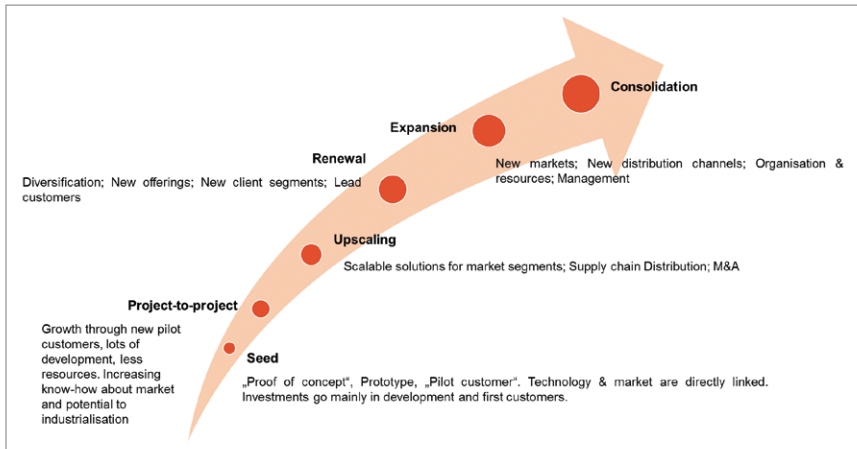 Consolidation
Expansion
New markets; New distribution channels; Organisation &
resources; Management
Renewal
Diversification; New offerings; New client segments; Lead
customers
Upscaling
Scalable solutions for market segments; Supply chain Distribution; M&A
Project-to-project
Growth through new pilot
customers, lots of
development, less
resources. Increasing
know-how about market
and potential to
industrialisation
Seed
„Proof of concept“, Prototype, „Pilot customer“. Technology & market are directly linked.
Investments go mainly in development and first customers.